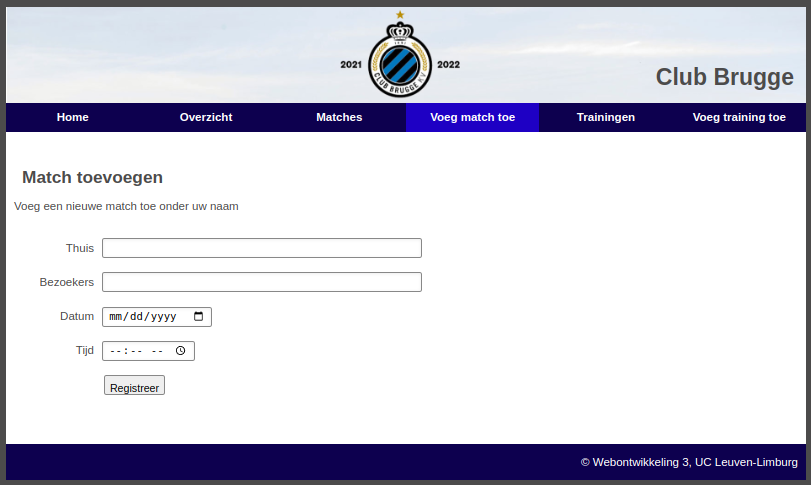 2021 CLUB BRUGGE K.V 2022
Club Brugge
Home Overzicht Matches Voeg match toe Trainingen Voeg training toe
Match toevoegen
Voeg een nieuwe match toe onder uw naam
Thuis
Bezoekers
Datum mm/dd/yyyy
Tijd --:-- --
Registreer
© Webontwikkeling 3, UC Leuven-Limburg